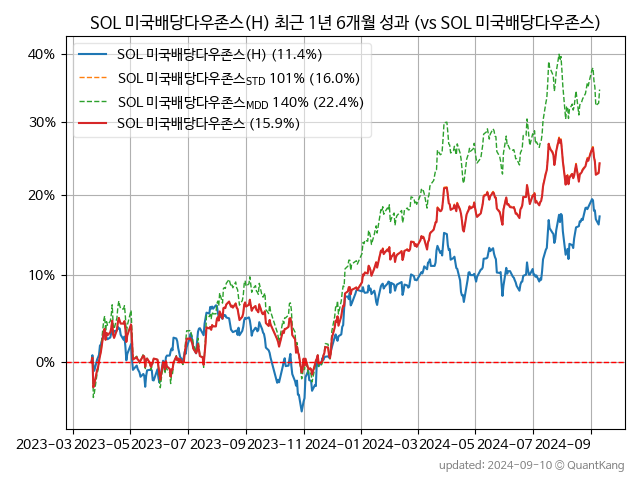 SOL 미국배당다우존스(H) 최근 1년 6개월 성과 (vs SOL 미국배당다우존스)
SOL 미국배당다우존스(H) (11.4%)
SOL 미국배당다우존스STD 101% (16.0%)
SOL 미국배당다우존스MDD 140% (22.4%)
SOL 미국배당다우존스 (15.9%)
40%
30%
20%
10%
0%
2023-03 2023-05 2023-07 2023-09 2023-11 2024-01 2024-03 2024-05 2024-07 2024-09
updated: 2024-09-10 © QuantKang